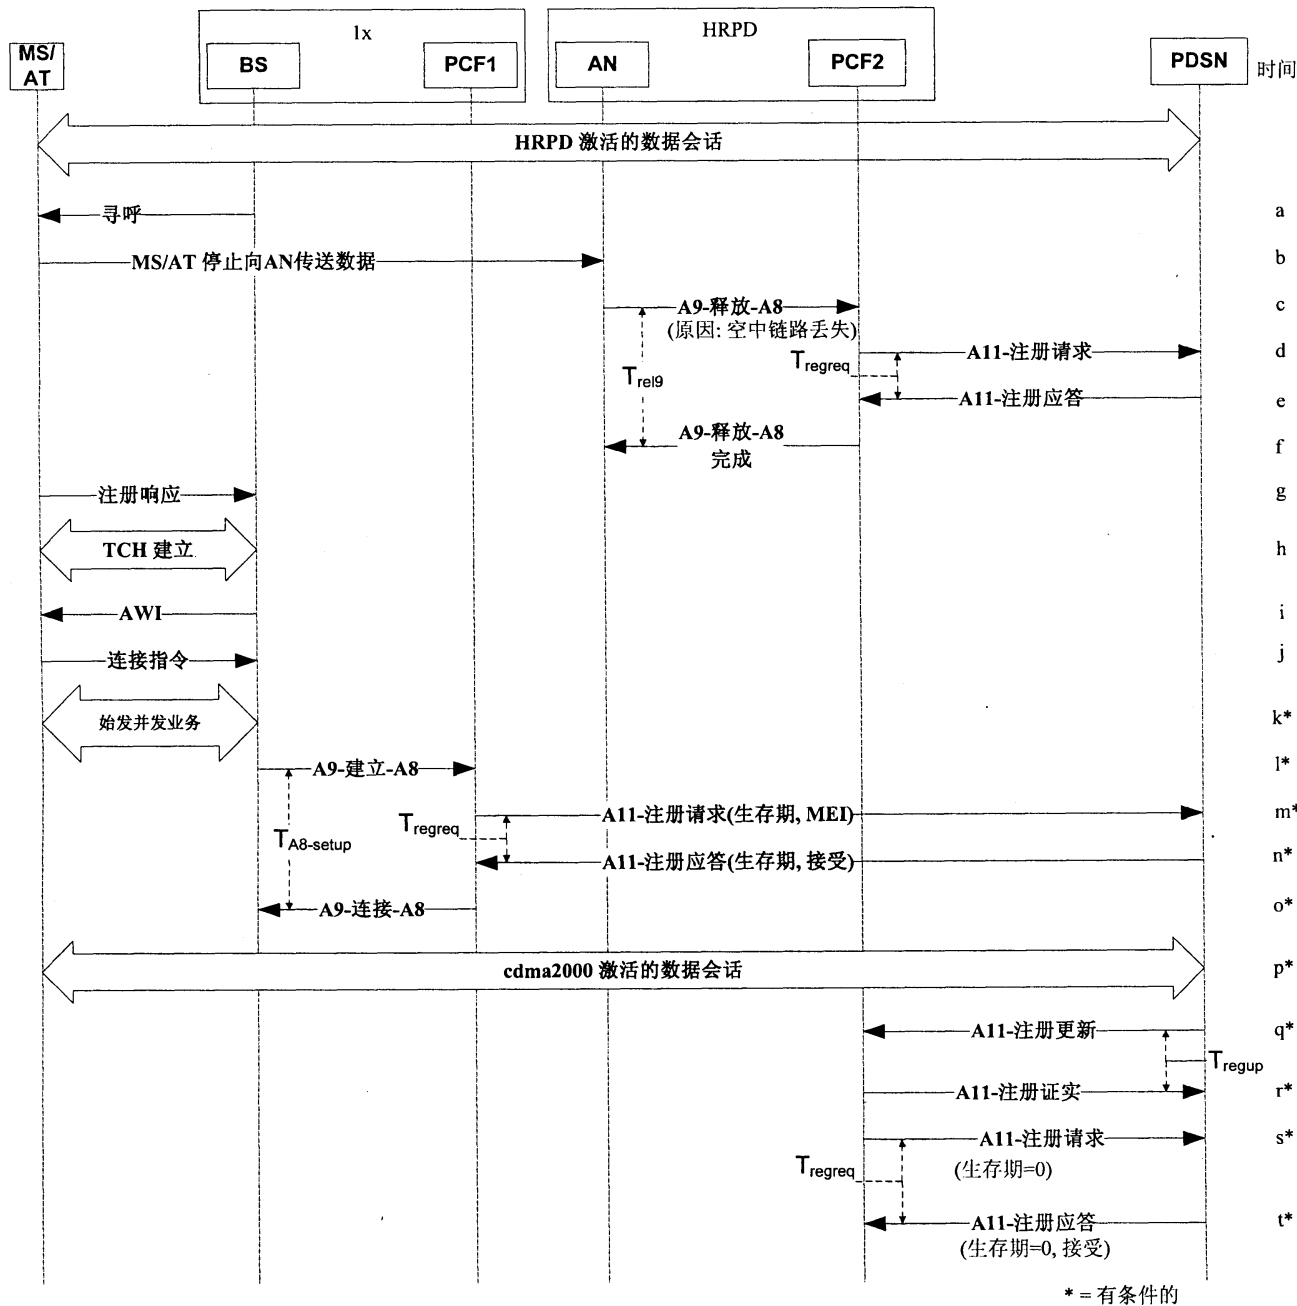 1x
HRPD
MS/
AT
BS
PCF1
AN
PCF2
PDSN
时间
HRPD 激活的数据会话
寻呼
a
MS/AT 停止向AN传送数据
b
A9-释放-A8
c
(原因: 空中链路丢失)
A11-注册请求
d
Tregreq
Trel9
A11-注册应答
e
A9-释放-A8
完成
f
注册响应
g
TCH 建立
h
AWI
i
连接指令
j
始发并发业务
k*
A9-建立-A8
l*
A11-注册请求(生存期, MEI)
m*
Tregreq
TA8-setup
A11-注册应答(生存期, 接受)
n*
A9-连接-A8
o*
cdma2000 激活的数据会话
p*
A11-注册更新
q*
Tregup
A11-注册证实
r*
A11-注册请求
s*
(生存期=0)
Tregreq
A11-注册应答
t*
(生存期=0, 接受)
* = 有条件的